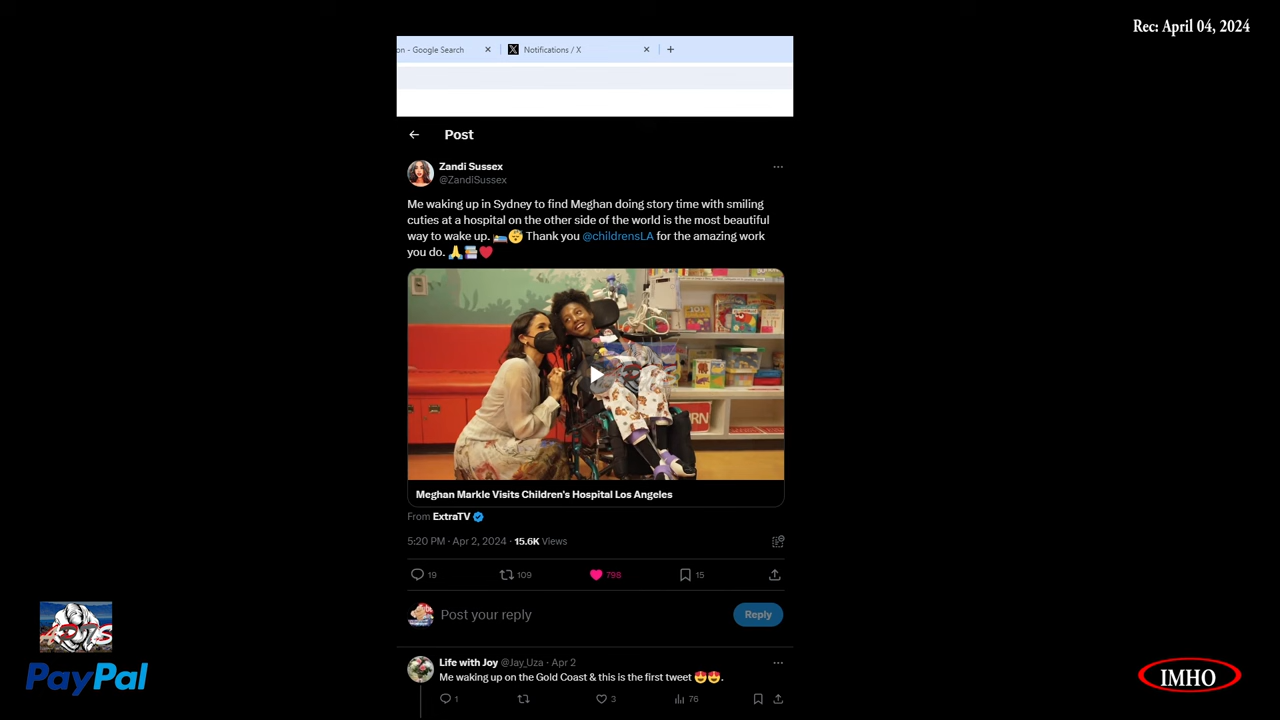 Rec: April 04, 2024
on - Google Search
Notifications / X
Post
Zandi Sussex
@ZandiSussex
Me waking up in Sydney to find Meghan doing story time with smiling
cuties at a hospital on the other side of the world is the most beautiful
way to wake up. 🛌😴 Thank you @childrensLA for the amazing work
you do. 🙏📚❤️
Meghan Markle Visits Children's Hospital Los Angeles
From ExtraTV
5:20 PM · Apr 2, 2024 · 15.6K Views
19 109 798 15
Post your reply
Reply
Life with Joy @Jay_Uza · Apr 2
Me waking up on the Gold Coast & this is the first tweet 😍😍.
1 3 76
PayPal
IMHO